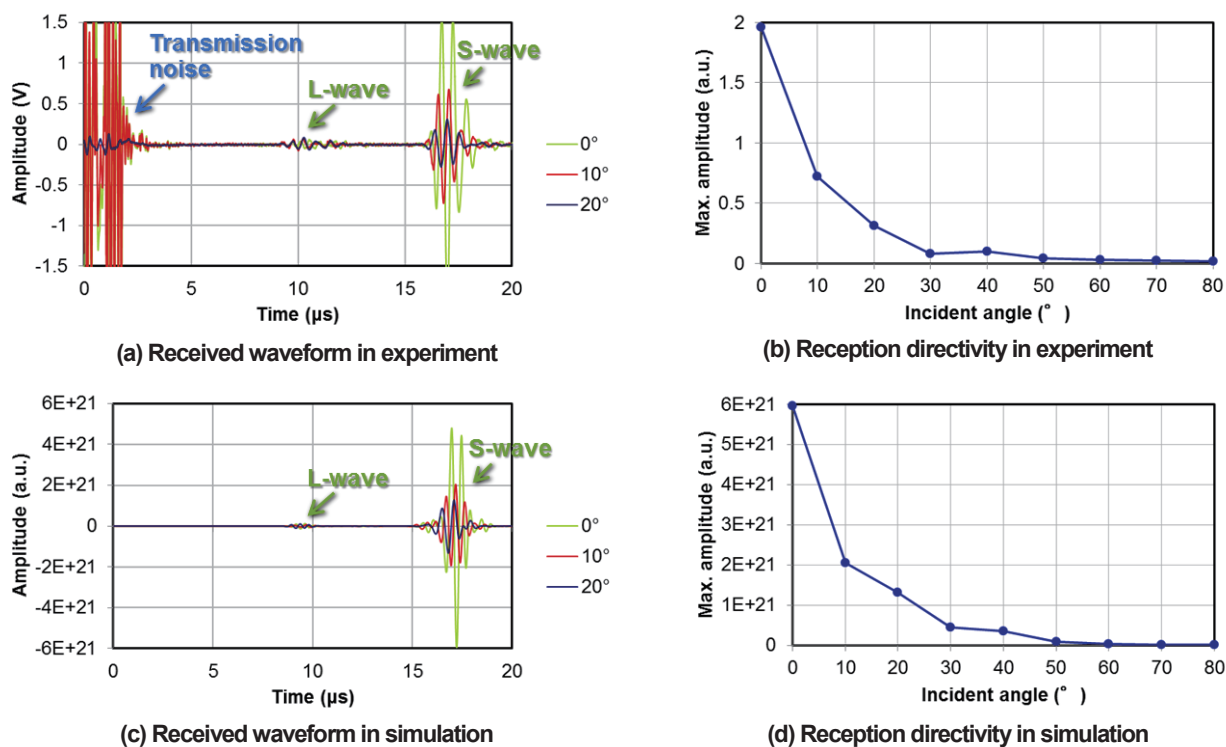 1.5
1
0.5
0
-0.5
-1
-1.5
Amplitude (V)
Transmission
noise
L-wave
S-wave
0°
10°
20°
0 5 10 15 20
Time (µs)
(a) Received waveform in experiment
2
1.5
1
0.5
0
Max. amplitude (a.u.)
0 10 20 30 40 50 60 70 80
Incident angle (° )
(b) Reception directivity in experiment
6E+21
4E+21
2E+21
0
-2E+21
-4E+21
-6E+21
Amplitude (a.u.)
L-wave
S-wave
0°
10°
20°
0 5 10 15 20
Time (µs)
(c) Received waveform in simulation
6E+21
5E+21
4E+21
3E+21
2E+21
1E+21
0
Max. amplitude (a.u.)
0 10 20 30 40 50 60 70 80
Incident angle (° )
(d) Reception directivity in simulation